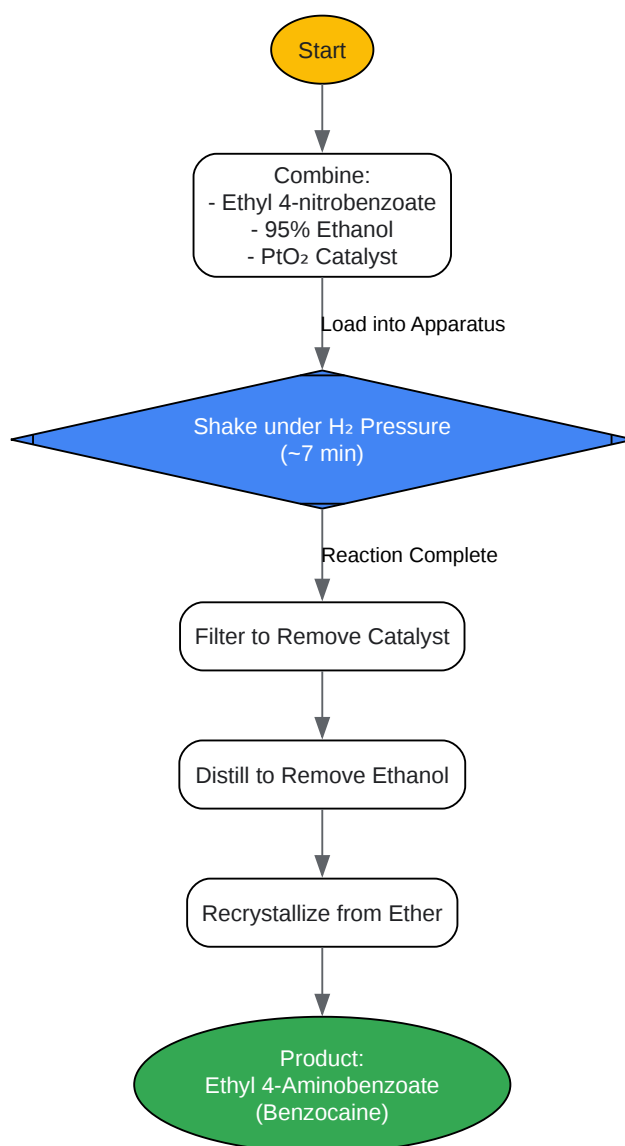 Start
Combine:
- Ethyl 4-nitrobenzoate
- 95% Ethanol
- PtO₂ Catalyst
Load into Apparatus
Shake under H₂ Pressure
(~7 min)
Reaction Complete
Filter to Remove Catalyst
Distill to Remove Ethanol
Recrystallize from Ether
Product:
Ethyl 4-Aminobenzoate
(Benzocaine)